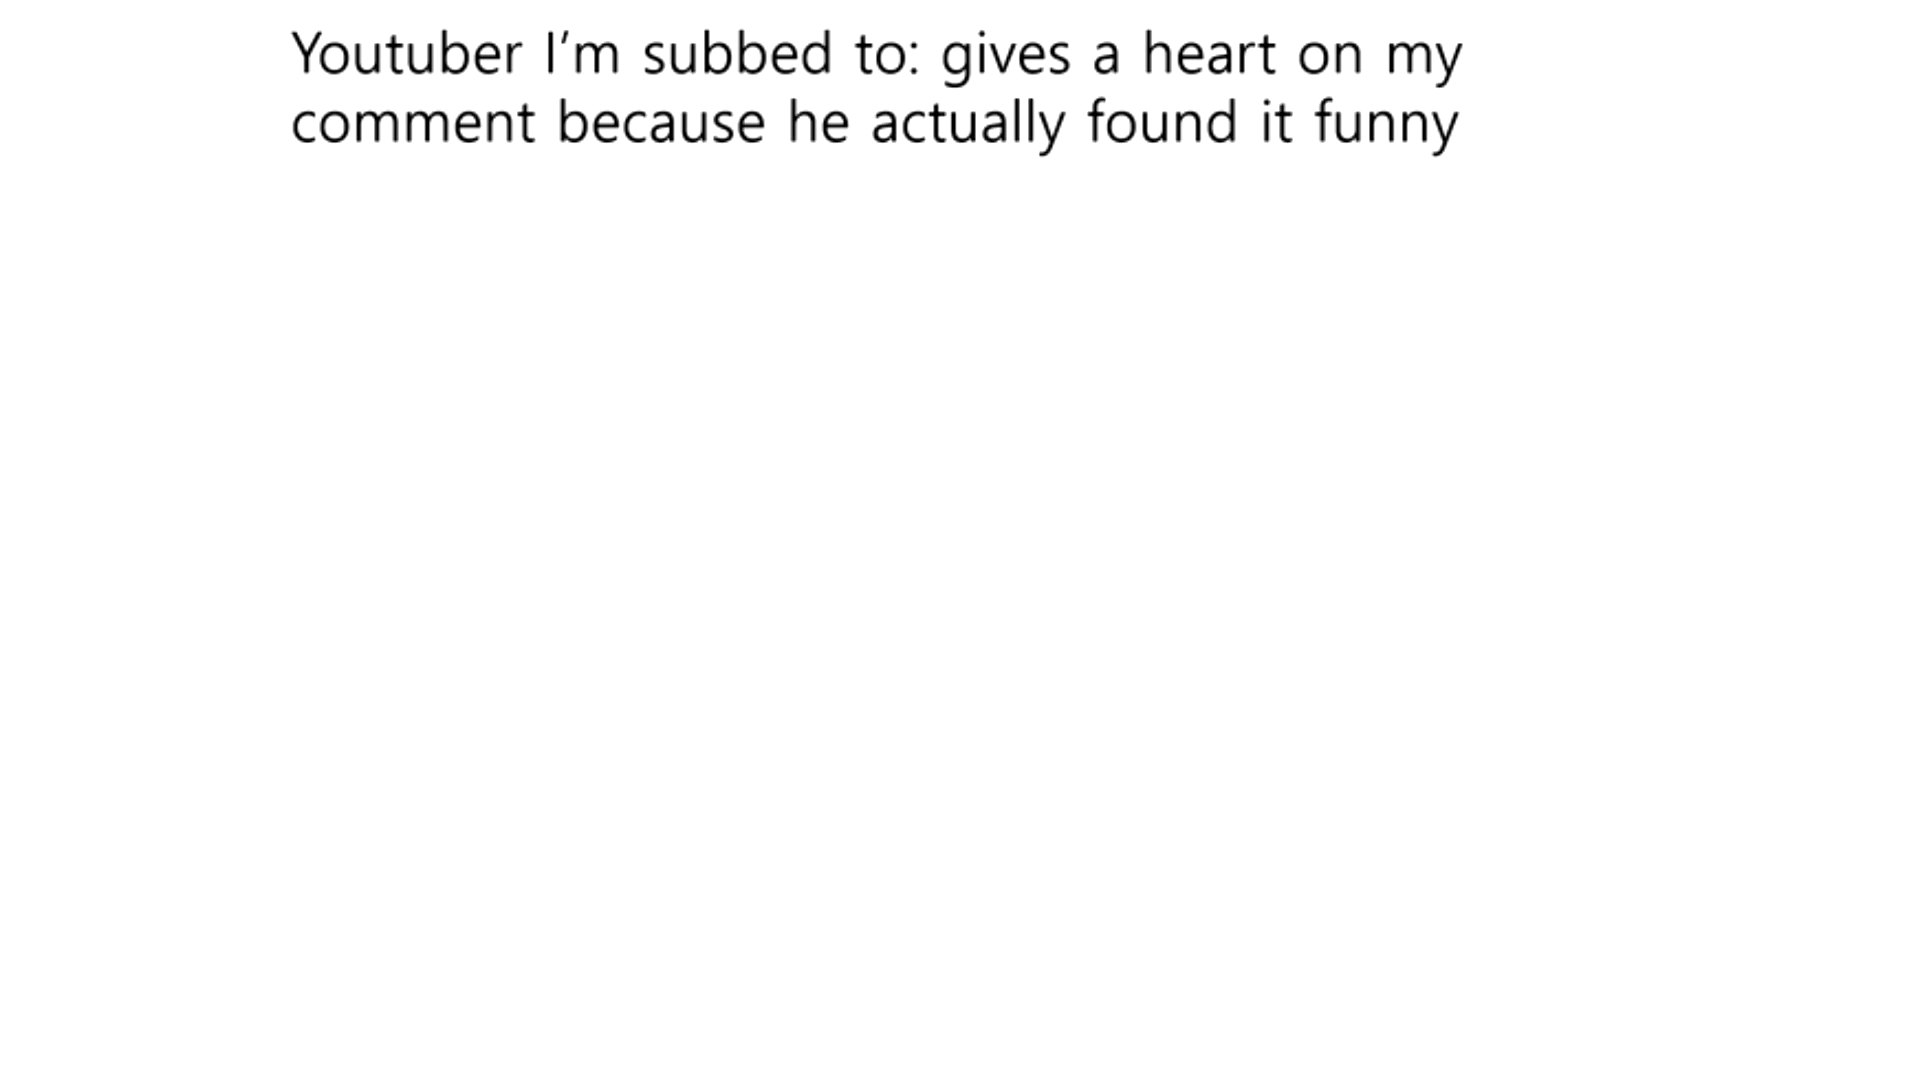 Youtuber I’m subbed to: gives a heart on my
comment because he actually found it funny